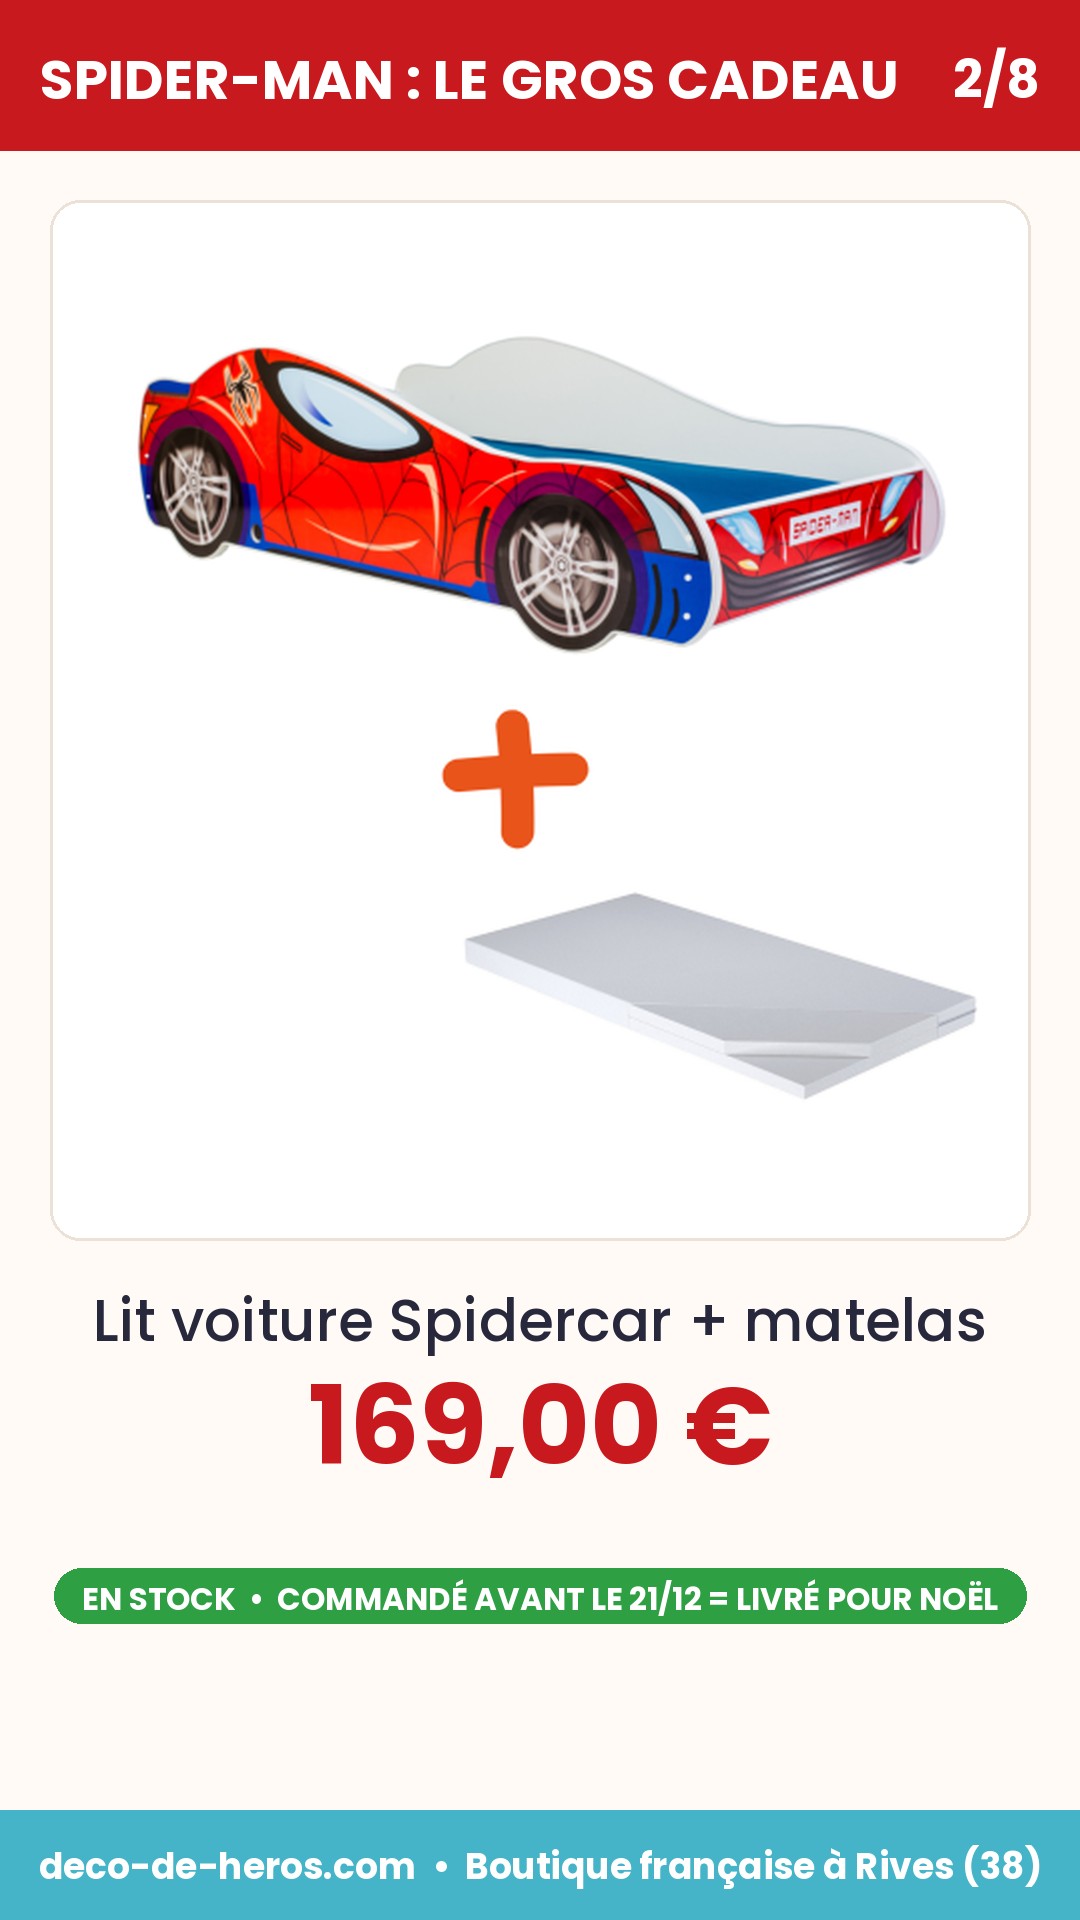 SPIDER-MAN : LE GROS CADEAU 2/8
SPIDER-MAN
Lit voiture Spidercar + matelas
169,00 €
EN STOCK • COMMANDÉ AVANT LE 21/12 = LIVRÉ POUR NOËL
deco-de-heros.com • Boutique française à Rives (38)